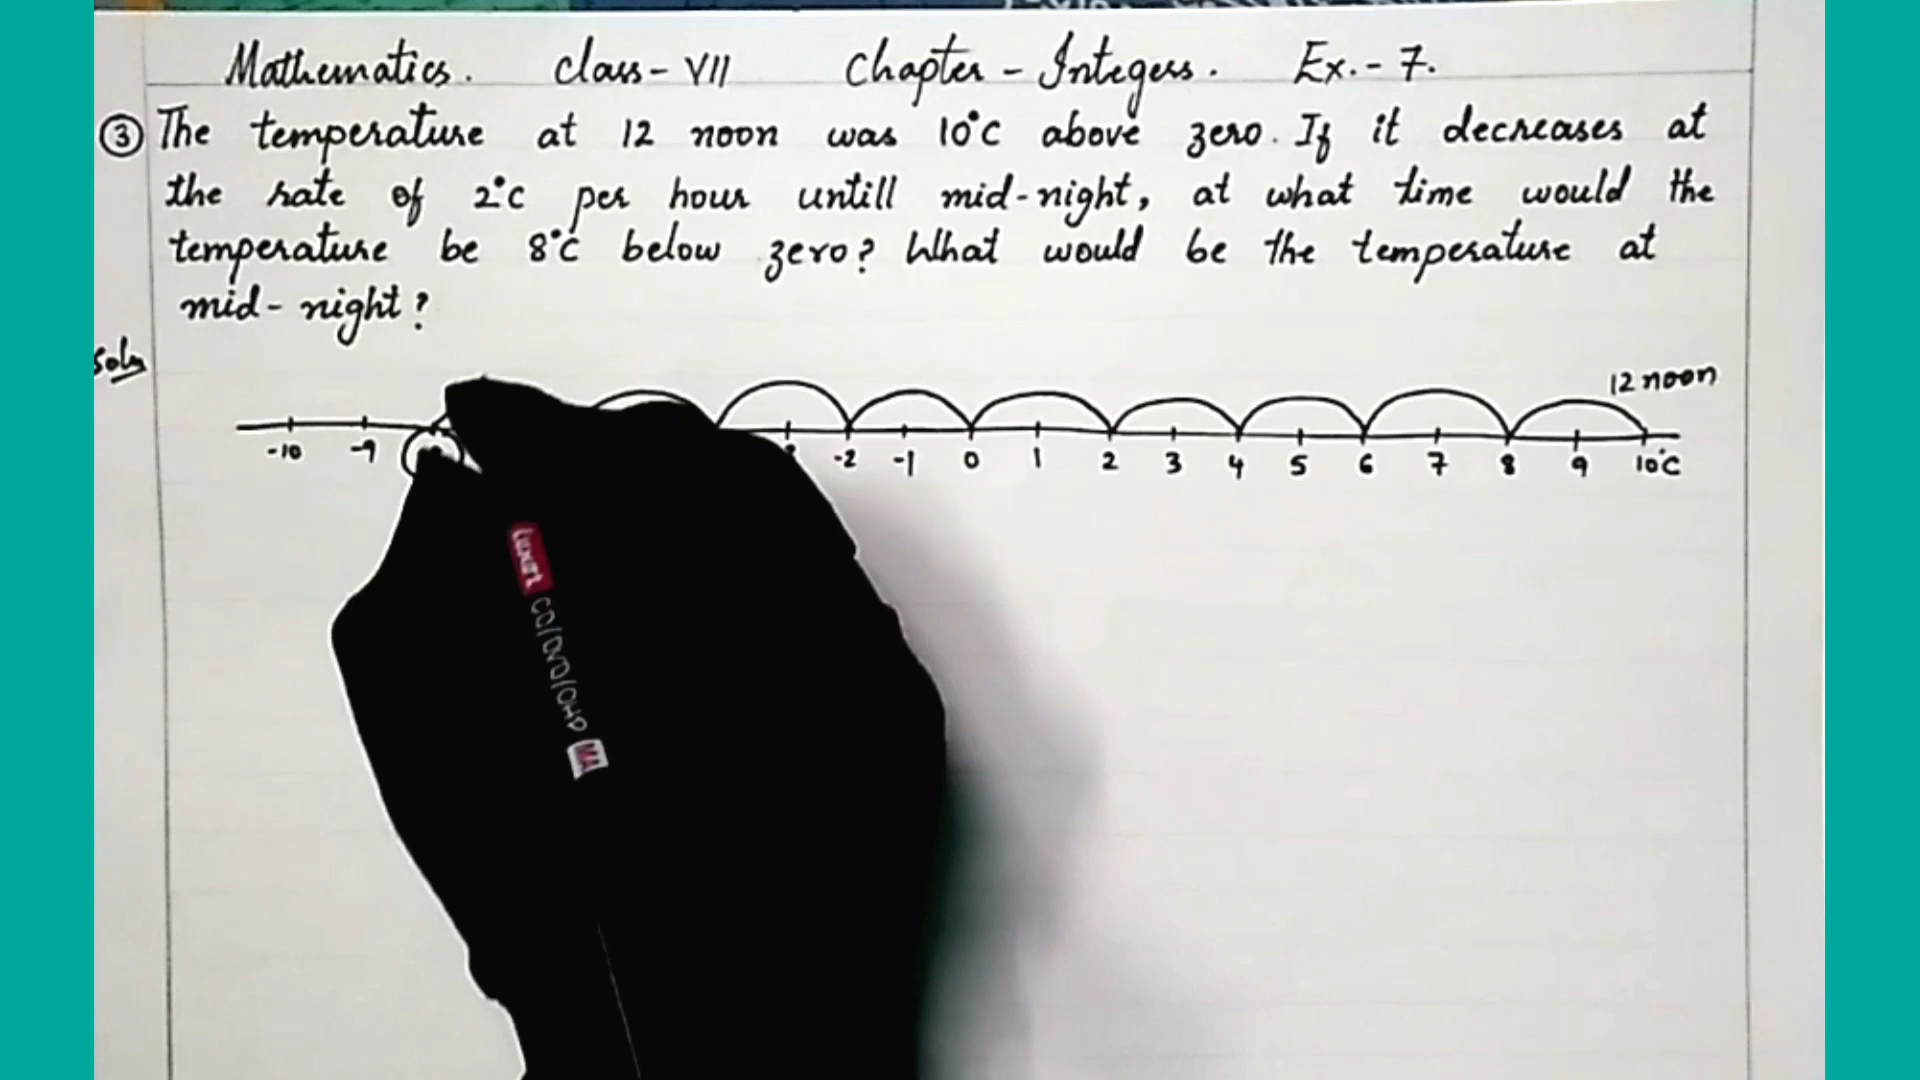 Mathematics. Class - VII Chapter - Integers. Ex. - 7.
③ The temperature at 12 noon was 10°C above zero. If it decreases at
the rate of 2°C per hour untill mid-night, at what time would the
temperature be 8°C below zero? What would be the temperature at
mid-night?
Soln
12 noon
-10 -9 -2 -1 0 1 2 3 4 5 6 7 8 9 10°C
Luxor
CD/DVD/OHP